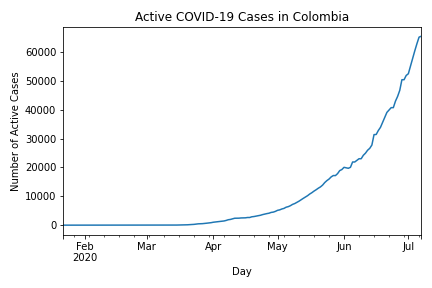 Active COVID-19 Cases in Colombia
Number of Active Cases
60000
50000
40000
30000
20000
10000
0
Feb Mar Apr May Jun Jul
2020
Day